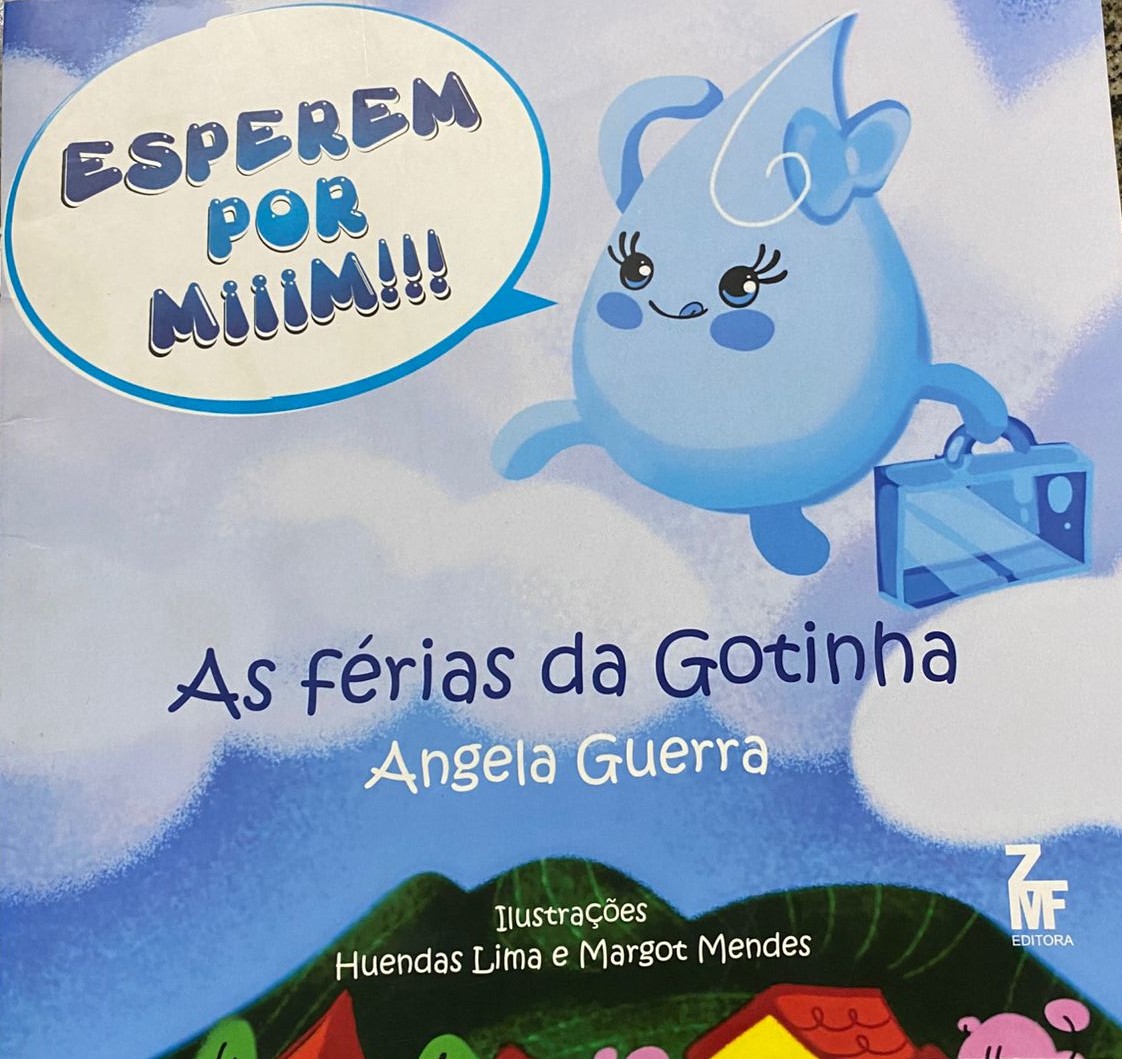 ESPEREM
POR
MiiiM!!!
As férias da Gotinha
Angela Guerra
Ilustrações
Huendas Lima e Margot Mendes
ZMF
EDITORA